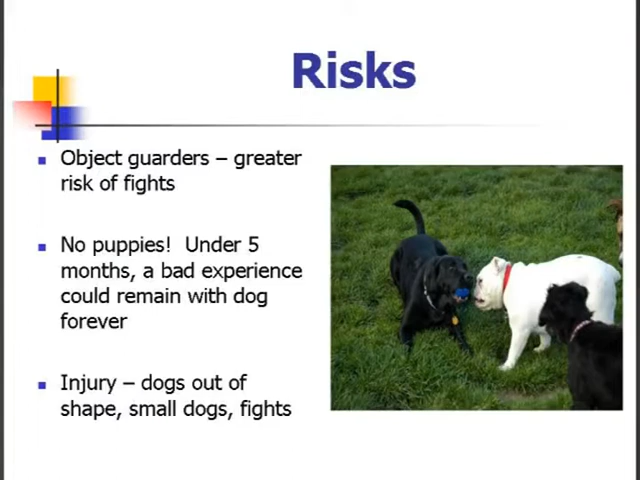 Risks
Object guarders – greater
risk of fights
No puppies!  Under 5
months, a bad experience
could remain with dog
forever
Injury – dogs out of
shape, small dogs, fights